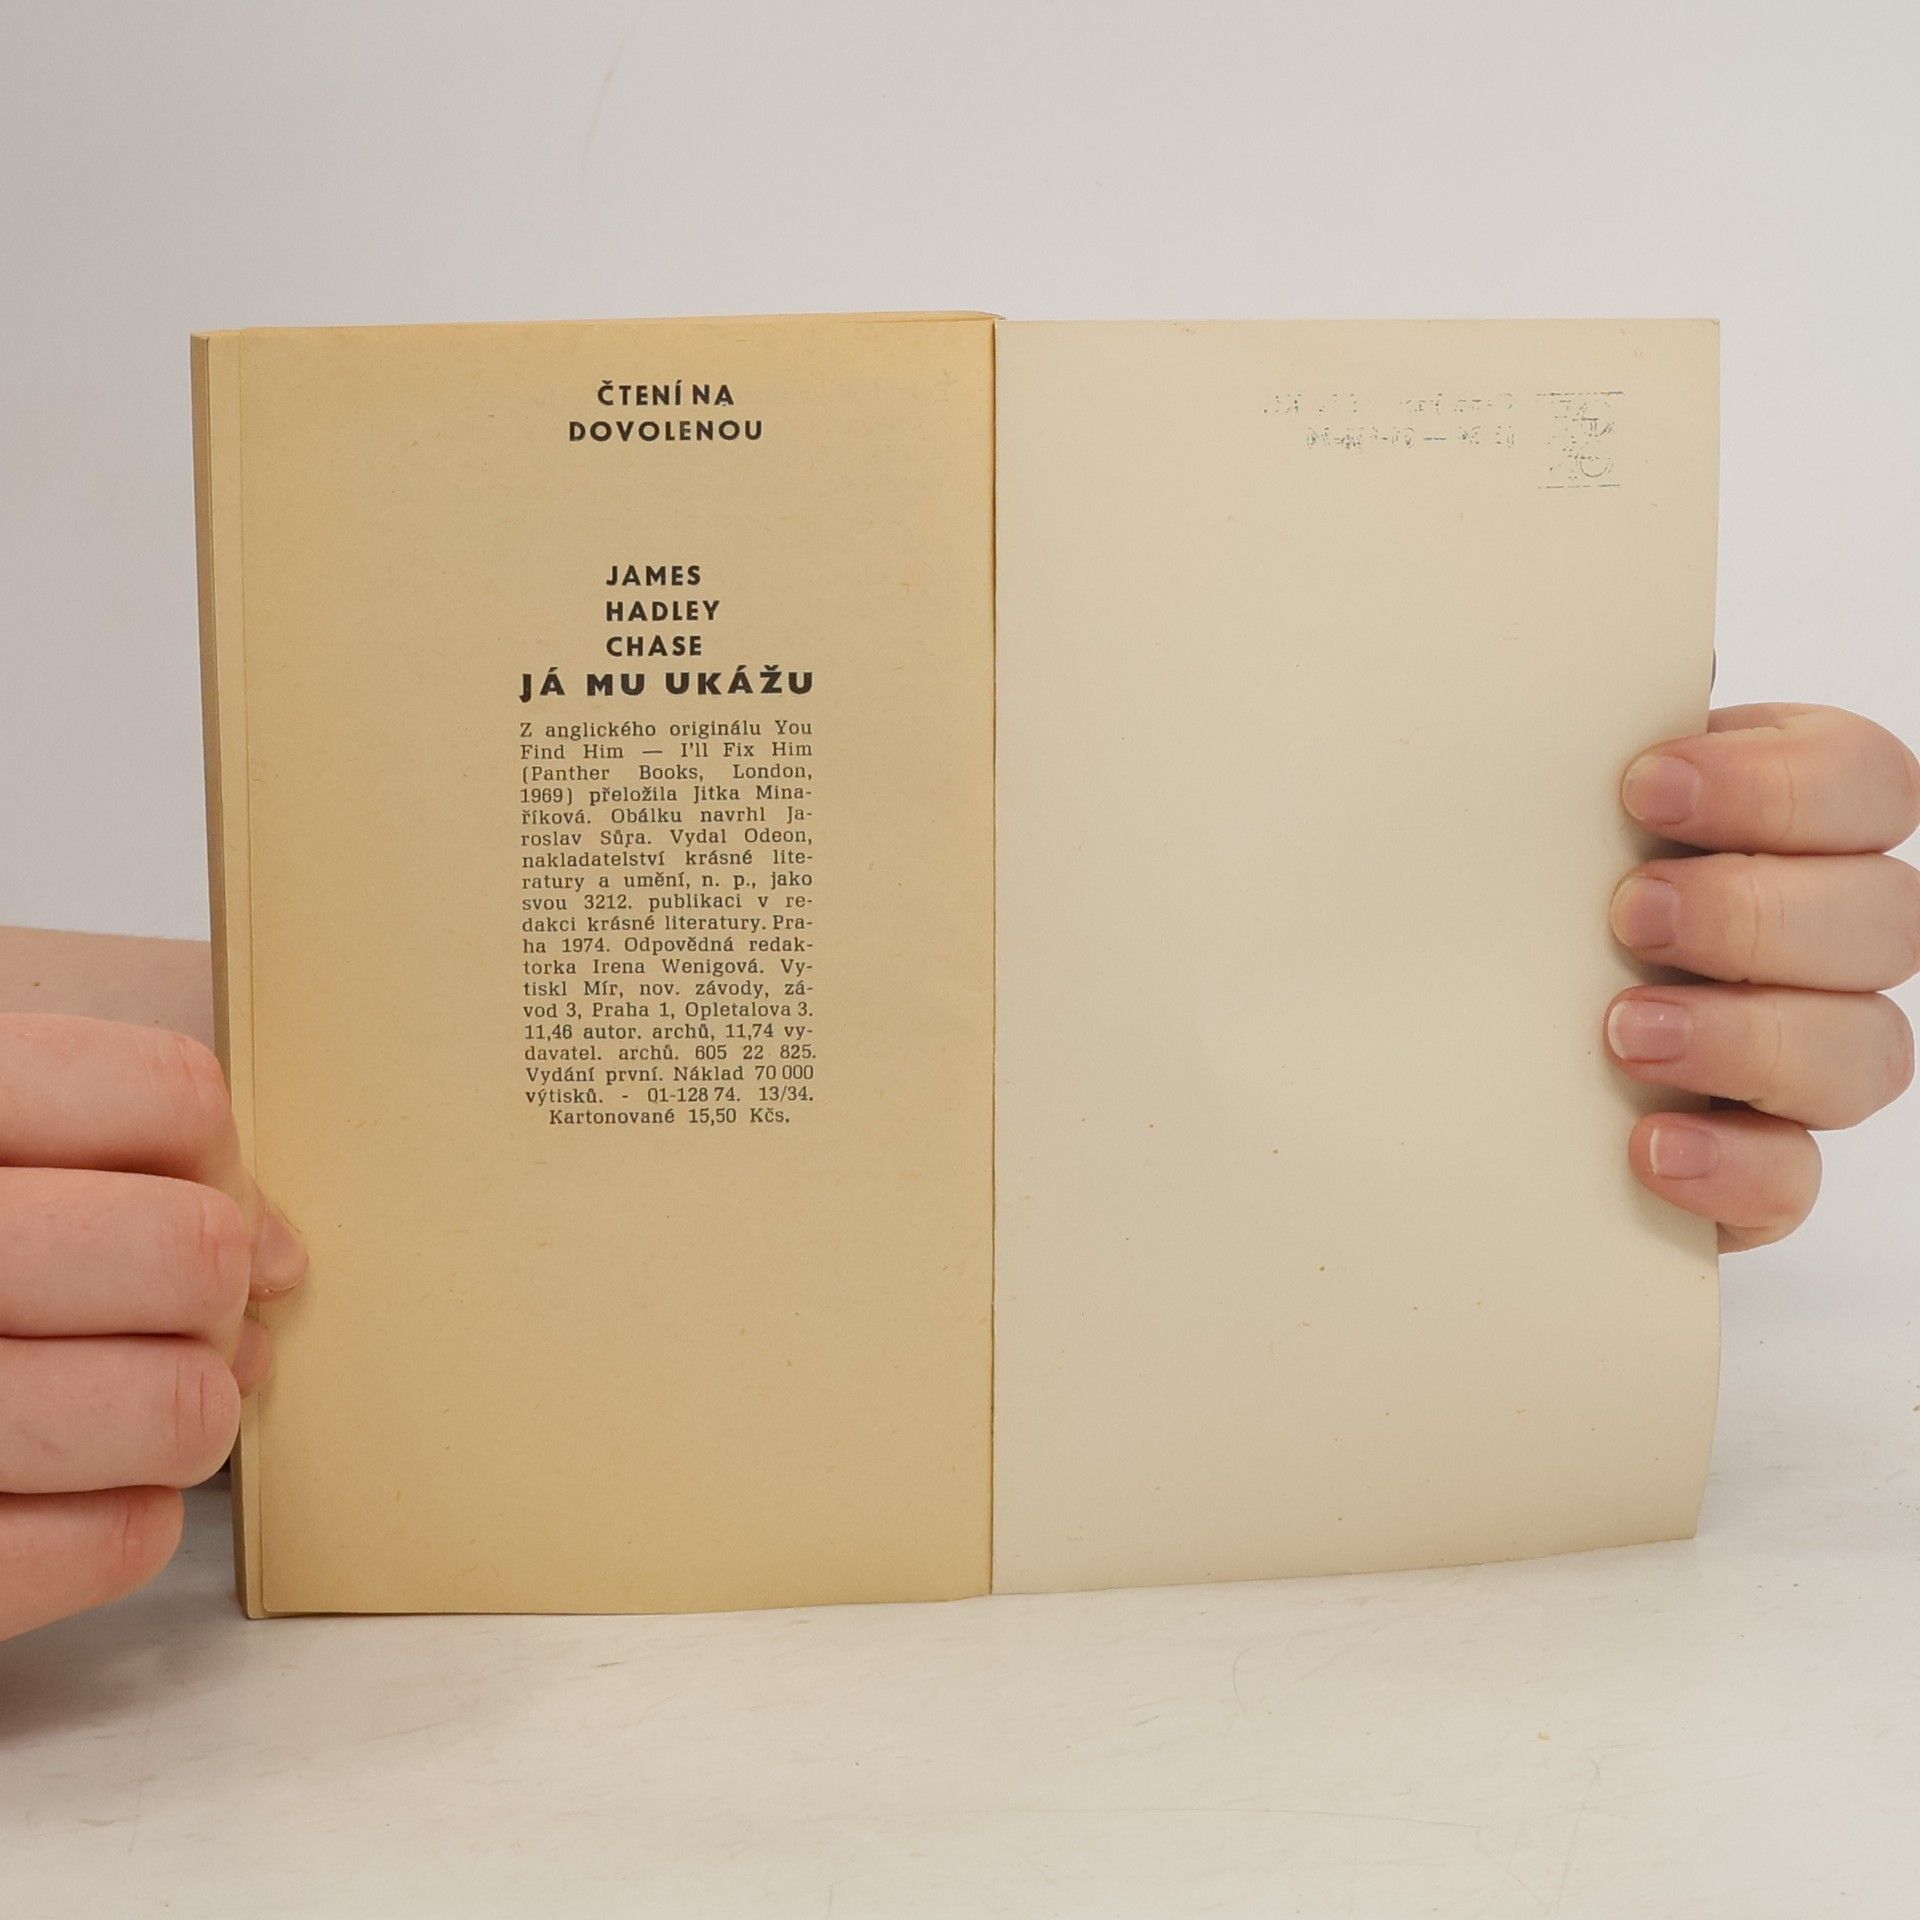 ČTENÍ NA
DOVOLENOU
JAMES
HADLEY
CHASE
JÁ MU UKÁŽU
Z anglického originálu You
Find Him — I'll Fix Him
(Panther Books, London,
1969) přeložila Jitka Mina-
říková. Obálku navrhl Ja-
roslav Sůra. Vydal Odeon,
nakladatelství krásné lite-
ratury a umění, n. p., jako
svou 3212. publikaci v re-
dakci krásné literatury. Pra-
ha 1974. Odpovědná redak-
torka Irena Wenigová. Vy-
tiskl Mír, nov. závody, zá-
vod 3, Praha 1, Opletalova 3.
11,46 autor. archů, 11,74 vy-
davatel. archů. 605 22 825.
Vydání první. Náklad 70 000
výtisků. - 01-128 74. 13/34.
Kartonované 15,50 Kčs.